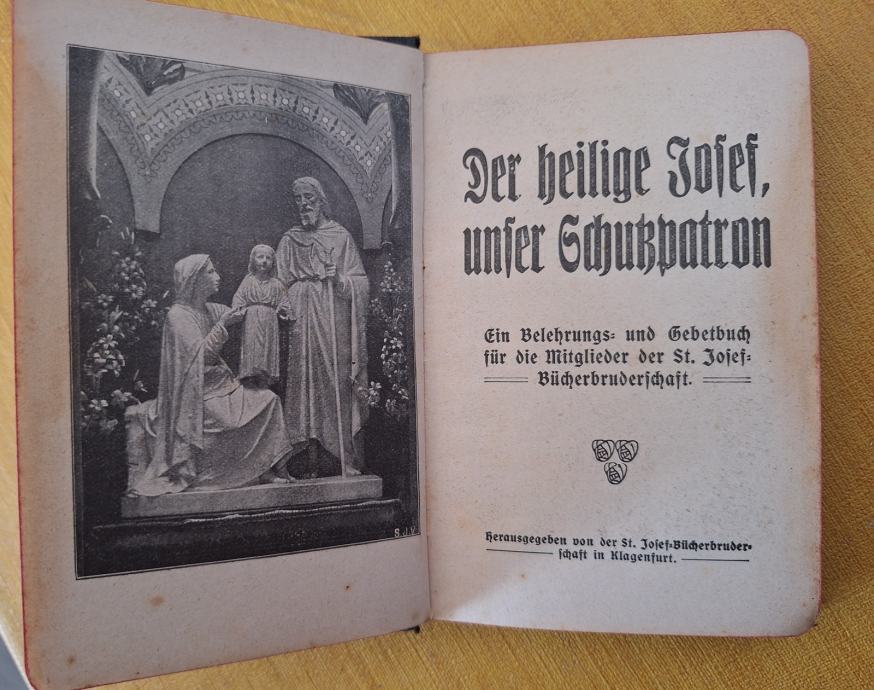 S.J.V.
Der heilige Josef,
unser Schutzpatron
Ein Belehrungs- und Gebetbuch
für die Mitglieder der St. Josef-
Bücherbruderschaft.
Herausgegeben von der St. Josef-Bücherbruder-
schaft in Klagenfurt.